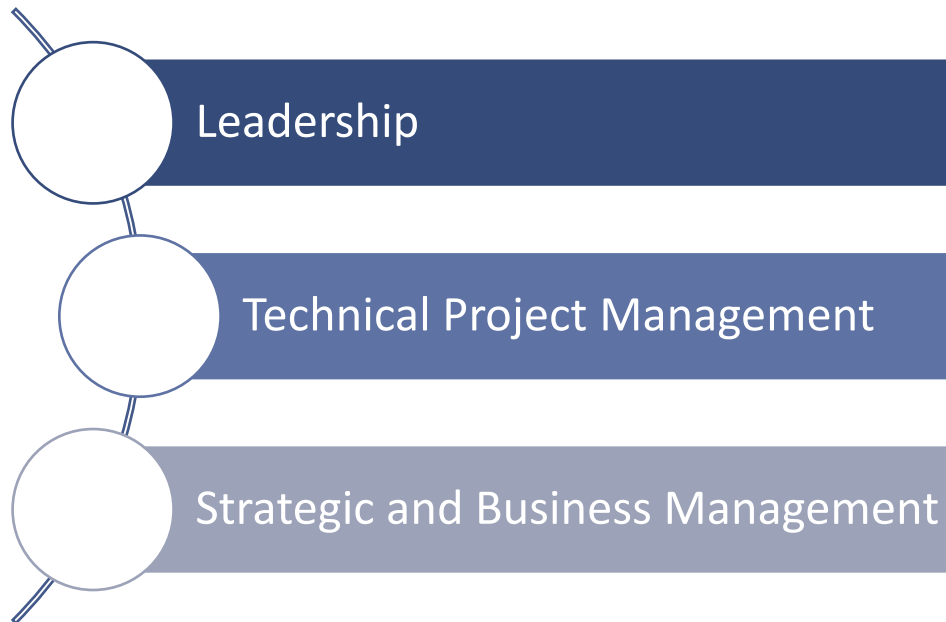 Leadership
Technical Project Management
Strategic and Business Management